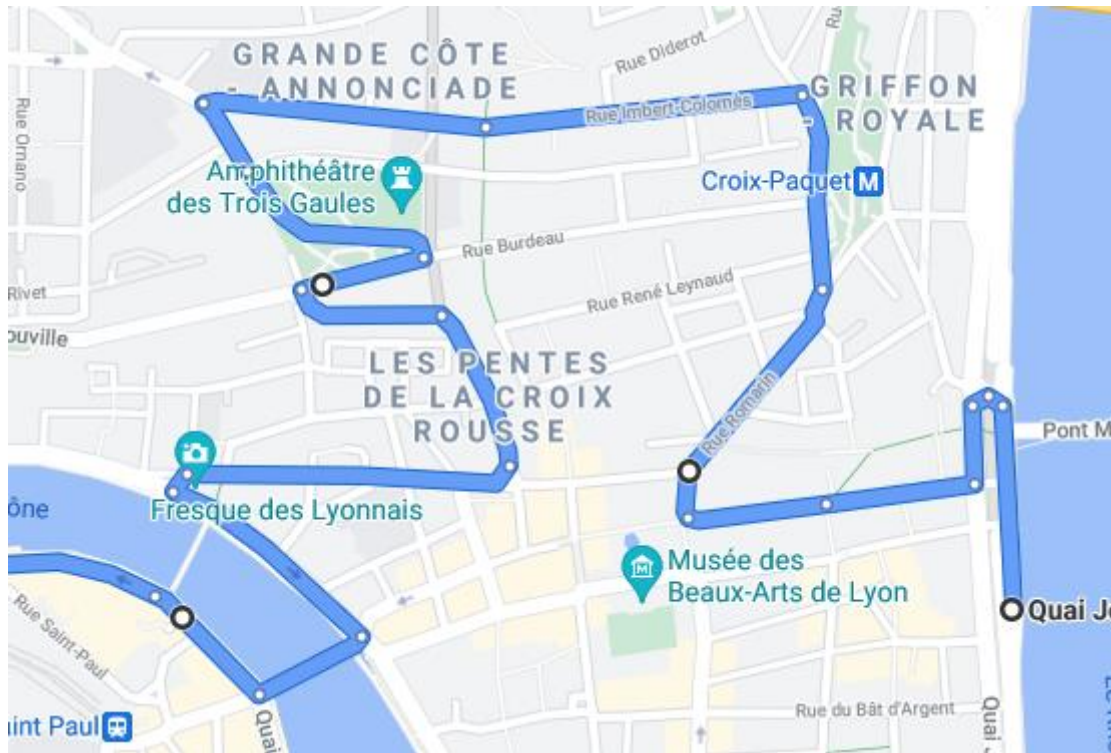 Rue Diderot
GRANDE CÔTE
- ANNONCIADE
GRIFFON
- ROYALE
Rue Imbert-Colomès
Rue Ornano
Amphithéâtre
des Trois Gaules
Croix-Paquet M
Rue Burdeau
Rivet
Rue René Leynaud
ouville
LES PENTES
DE LA CROIX
ROUSSE
Rue Romarin
Pont M
ône
Fresque des Lyonnais
Musée des
Beaux-Arts de Lyon
Quai Je
Rue Saint-Paul
aint Paul
Quai
Rue du Bât d'Argent
Quai